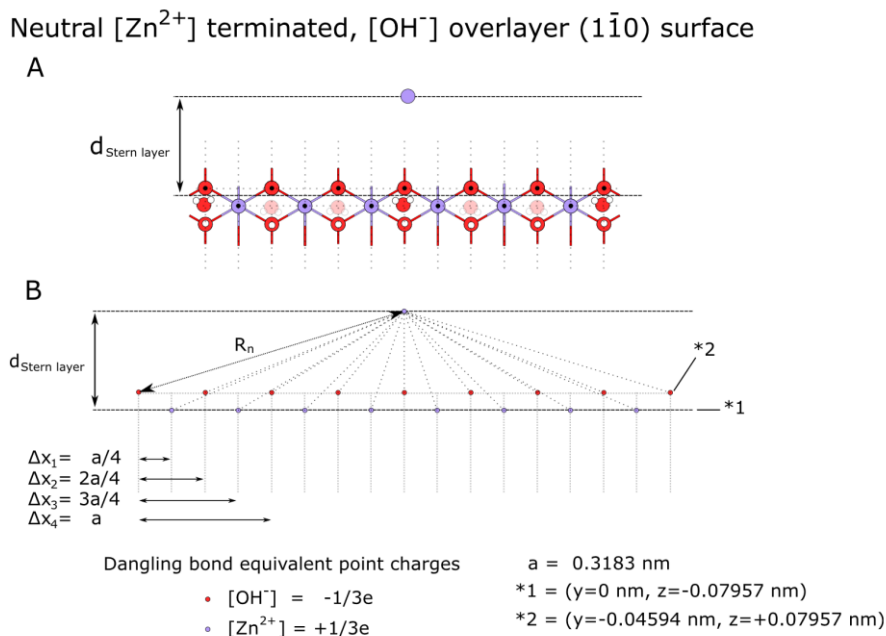 Neutral [Zn²⁺] terminated, [OH⁻] overlayer (11̄0) surface
A
d Stern layer
B
*2
Rₙ
d Stern layer
*1
Δx₁= a/4
Δx₂= 2a/4
Δx₃= 3a/4
Δx₄= a
Dangling bond equivalent point charges
a = 0.3183 nm
[OH⁻] = -1/3e
*1 = (y=0 nm, z=-0.07957 nm)
[Zn²⁺] = +1/3e
*2 = (y=-0.04594 nm, z=+0.07957 nm)